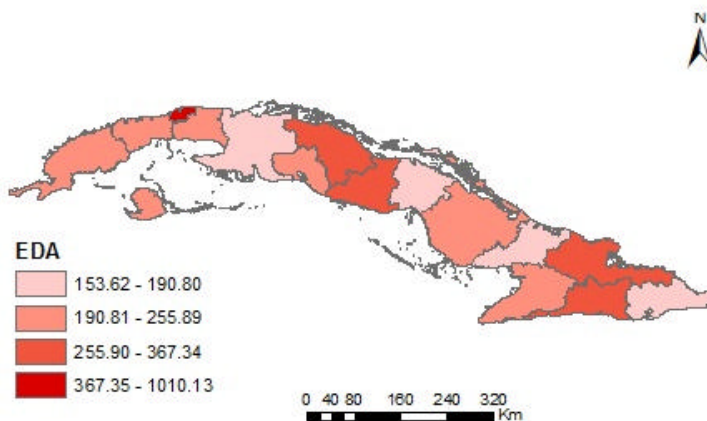 N
EDA
153.62 - 190.80
190.81 - 255.89
255.90 - 367.34
367.35 - 1010.13
0 40 80 160 240 320
Km